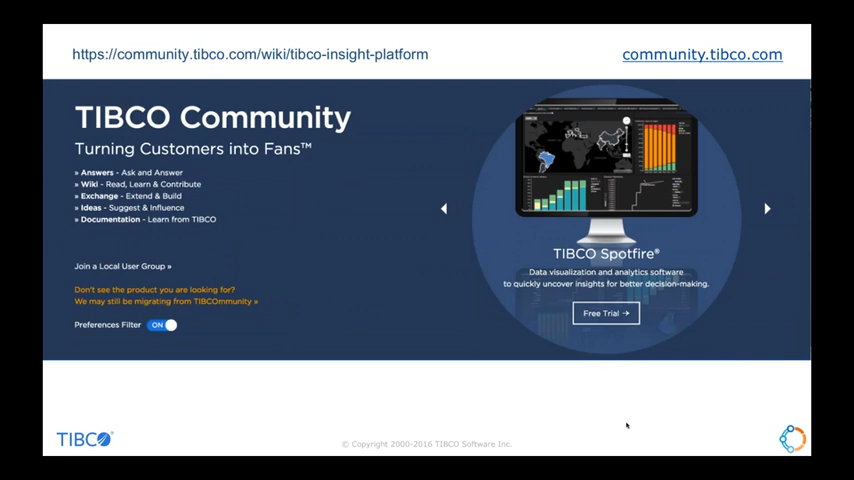 https://community.tibco.com/wiki/tibco-insight-platform
community.tibco.com
TIBCO Community
Turning Customers into Fans™
» Answers - Ask and Answer
» Wiki - Read, Learn & Contribute
» Exchange - Extend & Build
» Ideas - Suggest & Influence
» Documentation - Learn from TIBCO
Join a Local User Group »
Don't see the product you are looking for?
We may still be migrating from TIBCOmmunity »
Preferences Filter ON
TIBCO Spotfire®
Data visualization and analytics software
to quickly uncover insights for better decision-making.
Free Trial →
TIBCO®
© Copyright 2000-2016 TIBCO Software Inc.